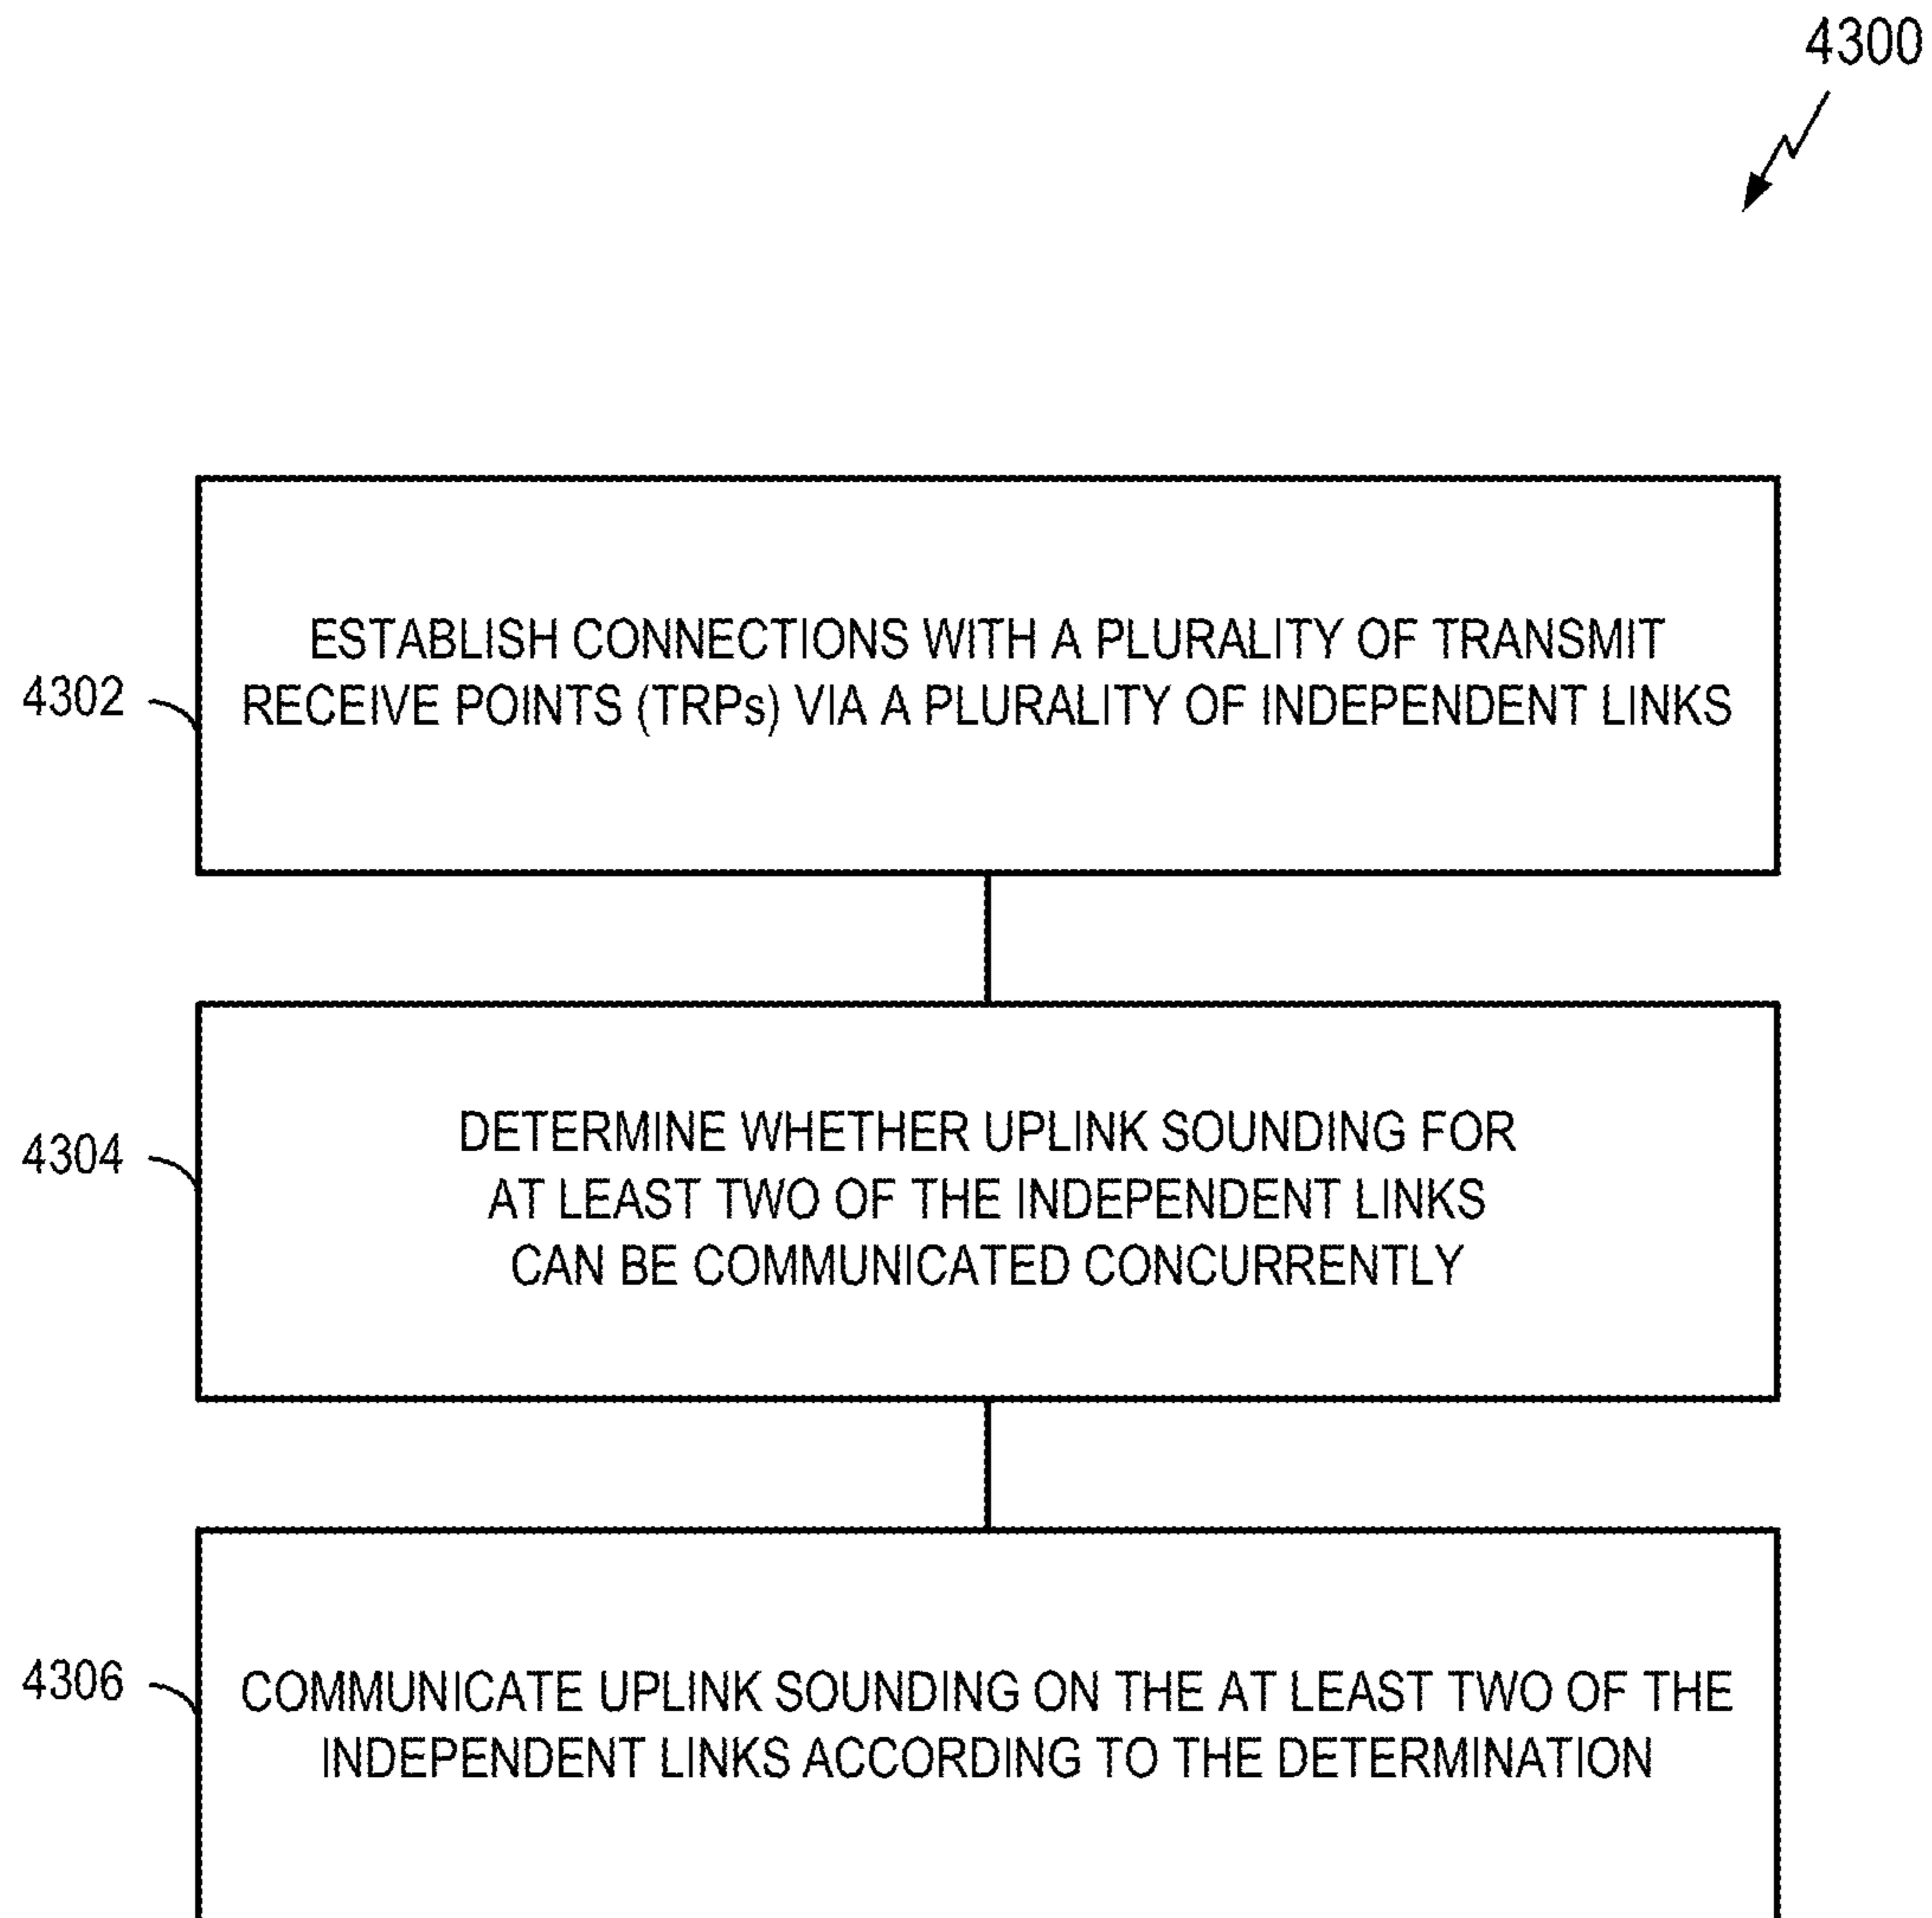 4300
4302
ESTABLISH CONNECTIONS WITH A PLURALITY OF TRANSMIT
RECEIVE POINTS (TRPs) VIA A PLURALITY OF INDEPENDENT LINKS
4304
DETERMINE WHETHER UPLINK SOUNDING FOR
AT LEAST TWO OF THE INDEPENDENT LINKS
CAN BE COMMUNICATED CONCURRENTLY
4306
COMMUNICATE UPLINK SOUNDING ON THE AT LEAST TWO OF THE
INDEPENDENT LINKS ACCORDING TO THE DETERMINATION